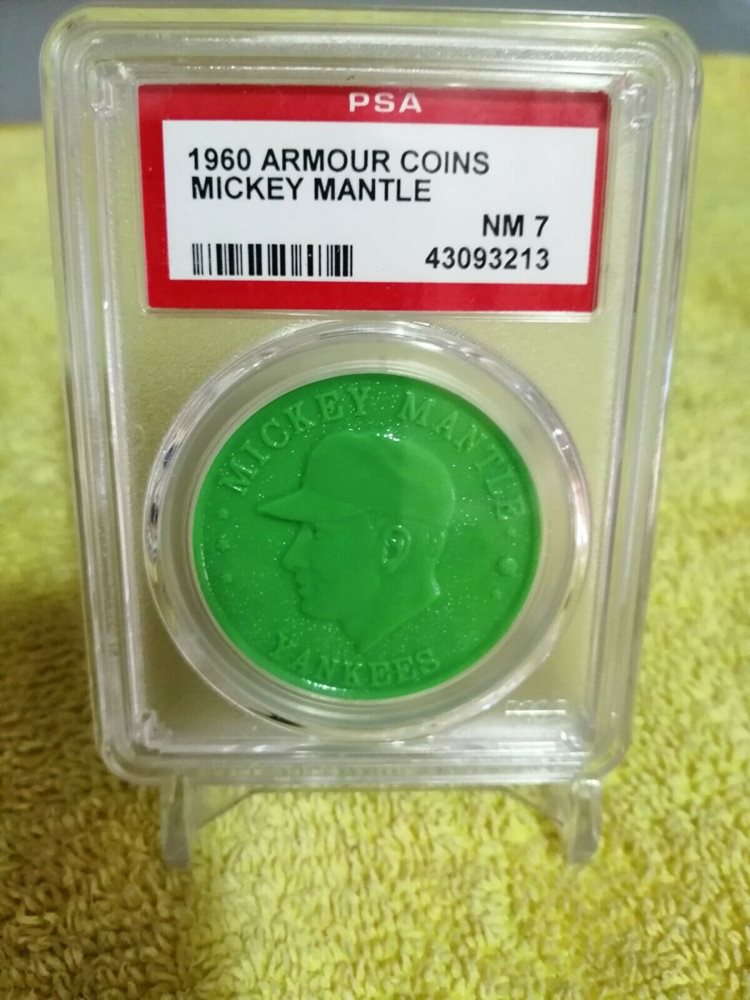 PSA
1960 ARMOUR COINS
MICKEY MANTLE
NM 7
43093213
MICKEY MANTLE
YANKEES